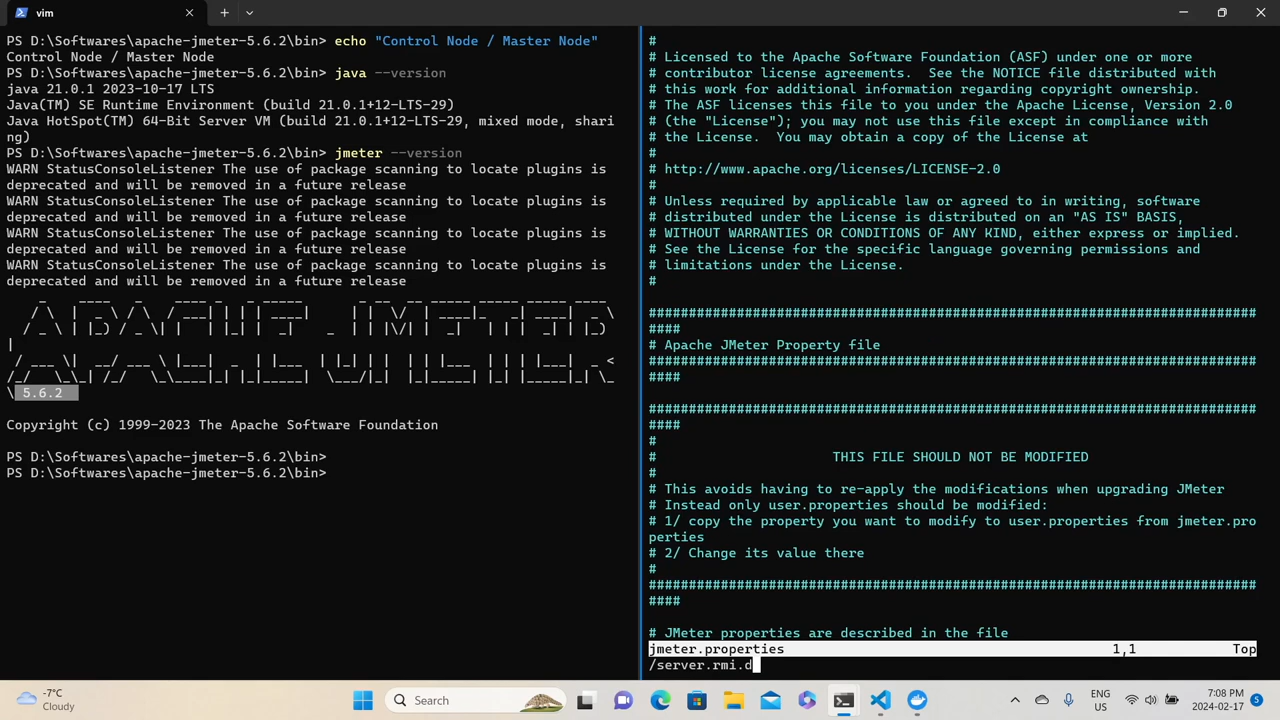 vim
PS D:\Softwares\apache-jmeter-5.6.2\bin> echo "Control Node / Master Node"
Control Node / Master Node
PS D:\Softwares\apache-jmeter-5.6.2\bin> java --version
java 21.0.1 2023-10-17 LTS
Java(TM) SE Runtime Environment (build 21.0.1+12-LTS-29)
Java HotSpot(TM) 64-Bit Server VM (build 21.0.1+12-LTS-29, mixed mode, shari
ng)
PS D:\Softwares\apache-jmeter-5.6.2\bin> jmeter --version
WARN StatusConsoleListener The use of package scanning to locate plugins is
deprecated and will be removed in a future release
WARN StatusConsoleListener The use of package scanning to locate plugins is
deprecated and will be removed in a future release
WARN StatusConsoleListener The use of package scanning to locate plugins is
deprecated and will be removed in a future release
WARN StatusConsoleListener The use of package scanning to locate plugins is
deprecated and will be removed in a future release
APACHE JMETER
5.6.2
Copyright (c) 1999-2023 The Apache Software Foundation
PS D:\Softwares\apache-jmeter-5.6.2\bin>
PS D:\Softwares\apache-jmeter-5.6.2\bin>
#
# Licensed to the Apache Software Foundation (ASF) under one or more
# contributor license agreements.  See the NOTICE file distributed with
# this work for additional information regarding copyright ownership.
# The ASF licenses this file to you under the Apache License, Version 2.0
# (the "License"); you may not use this file except in compliance with
# the License.  You may obtain a copy of the License at
#
# http://www.apache.org/licenses/LICENSE-2.0
#
# Unless required by applicable law or agreed to in writing, software
# distributed under the License is distributed on an "AS IS" BASIS,
# WITHOUT WARRANTIES OR CONDITIONS OF ANY KIND, either express or implied.
# See the License for the specific language governing permissions and
# limitations under the License.
#
############################################################################
####
# Apache JMeter Property file
############################################################################
####
############################################################################
####
#
# THIS FILE SHOULD NOT BE MODIFIED
#
# This avoids having to re-apply the modifications when upgrading JMeter
# Instead only user.properties should be modified:
# 1/ copy the property you want to modify to user.properties from jmeter.pro
perties
# 2/ Change its value there
#
############################################################################
####
# JMeter properties are described in the file
jmeter.properties 1,1 Top
/server.rmi.d
-7°C
Cloudy
Search
ENG
US
7:08 PM
2024-02-17
5